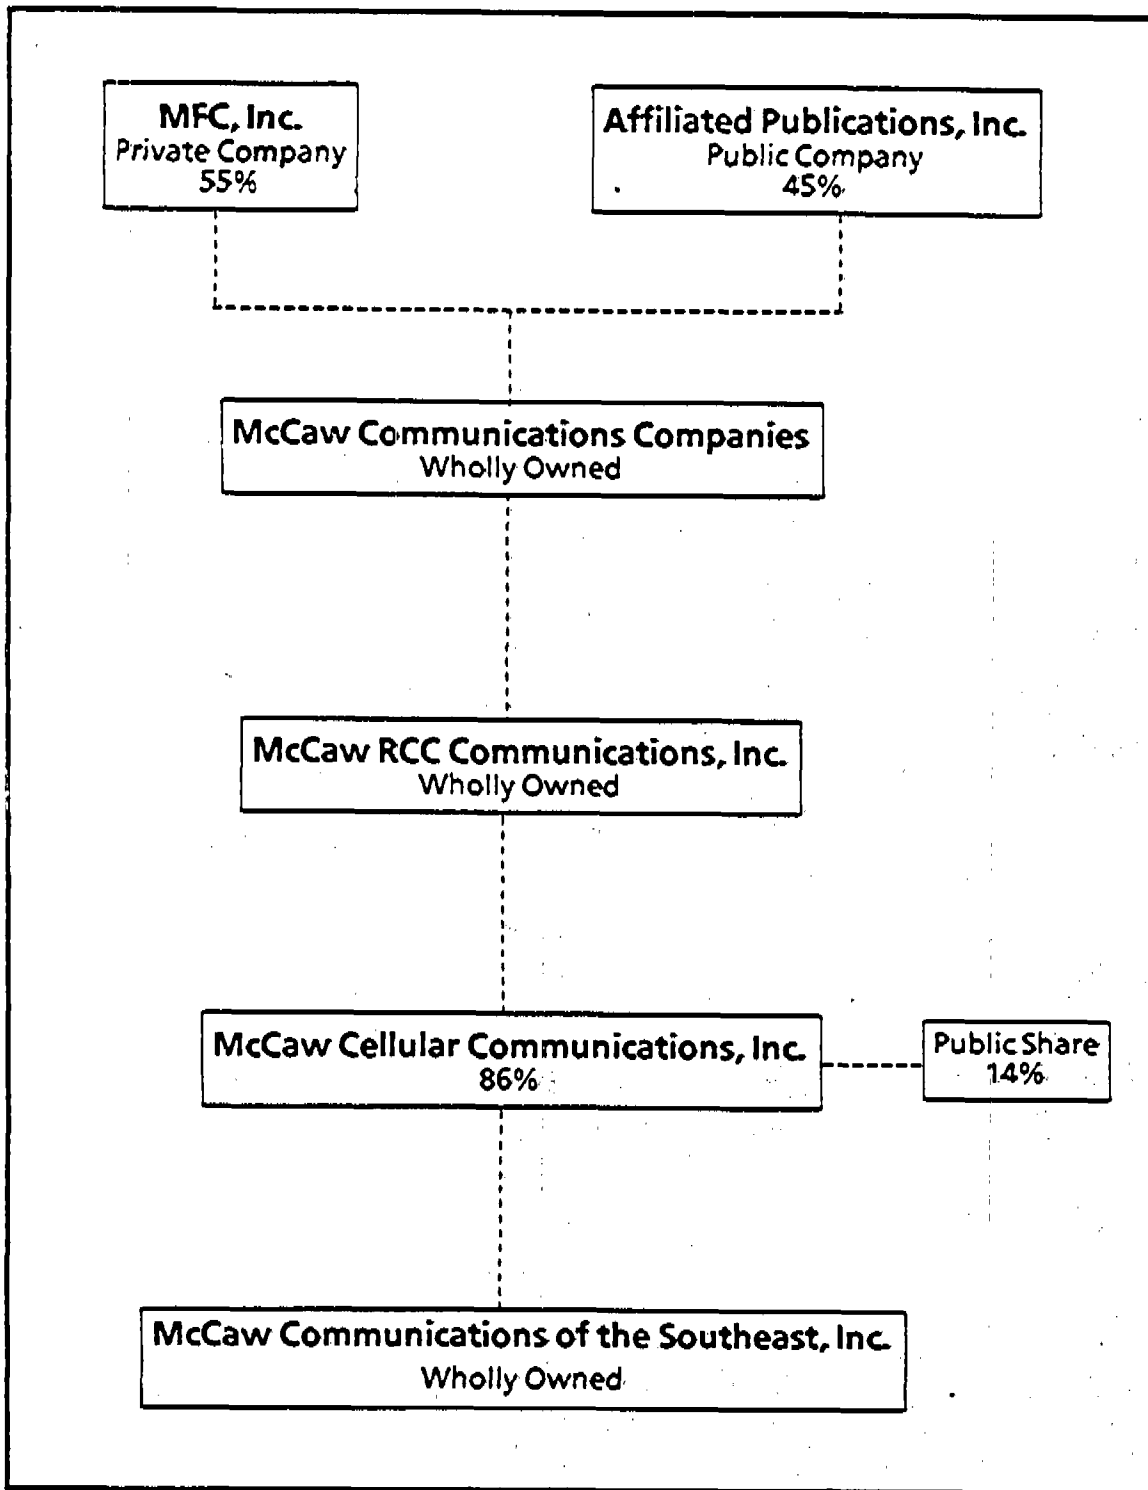 MFC, Inc.
Private Company
55%
Affiliated Publications, Inc.
Public Company
45%
McCaw Communications Companies
Wholly Owned
McCaw RCC Communications, Inc.
Wholly Owned
McCaw Cellular Communications, Inc.
86%
Public Share
14%
McCaw Communications of the Southeast, Inc.
Wholly Owned